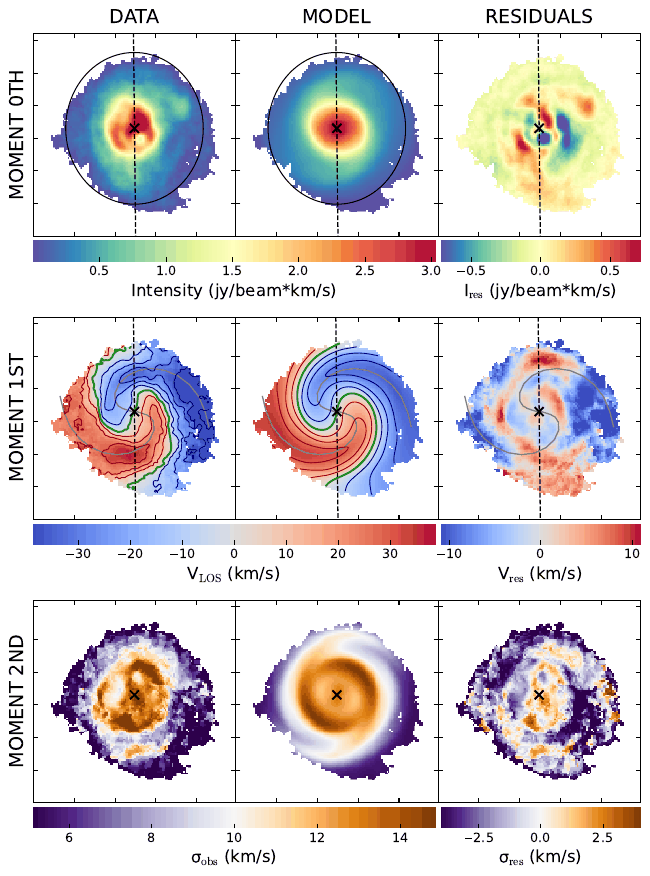 DATA MODEL RESIDUALS
MOMENT 0TH
0.5 1.0 1.5 2.0 2.5 3.0 −0.5 0.0 0.5
Intensity (jy/beam*km/s) I_res (jy/beam*km/s)
MOMENT 1ST
−30 −20 −10 0 10 20 30 −10 0 10
V_LOS (km/s) V_res (km/s)
MOMENT 2ND
6 8 10 12 14 −2.5 0.0 2.5
σ_obs (km/s) σ_res (km/s)